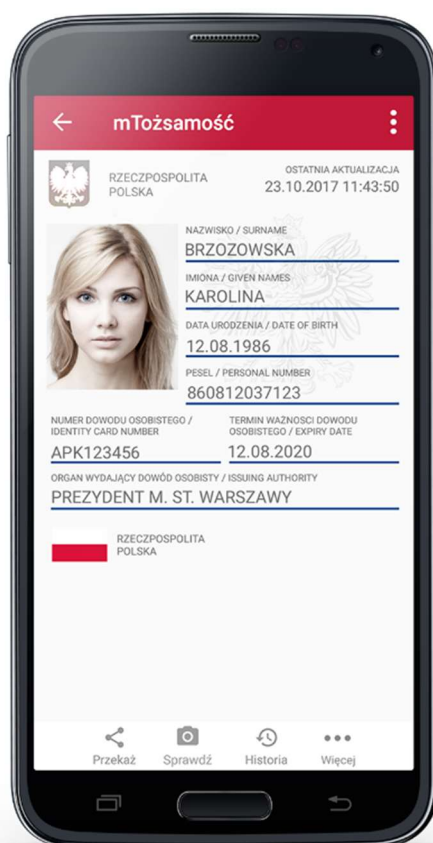 mTożsamość
RZECZPOSPOLITA
POLSKA
OSTATNIA AKTUALIZACJA
23.10.2017 11:43:50
NAZWISKO / SURNAME
BRZOZOWSKA
IMIONA / GIVEN NAMES
KAROLINA
DATA URODZENIA / DATE OF BIRTH
12.08.1986
PESEL / PERSONAL NUMBER
860812037123
NUMER DOWODU OSOBISTEGO /
IDENTITY CARD NUMBER
APK123456
TERMIN WAŻNOSCI DOWODU
OSOBISTEGO / EXPIRY DATE
12.08.2020
ORGAN WYDAJĄCY DOWÓD OSOBISTY / ISSUING AUTHORITY
PREZYDENT M. ST. WARSZAWY
RZECZPOSPOLITA
POLSKA
Przekaż Sprawdź Historia Więcej